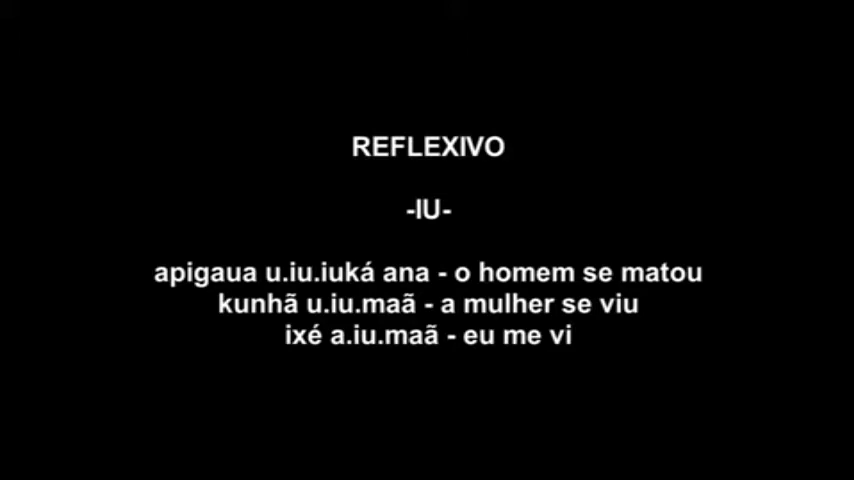 REFLEXIVO
-IU-
apigaua u.iu.iuká ana - o homem se matou
kunhã u.iu.maã - a mulher se viu
ixé a.iu.maã - eu me vi